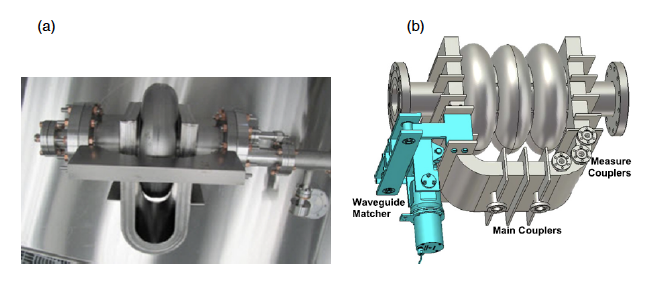 (a)
(b)
Measure
Couplers
Waveguide
Matcher
Main Couplers